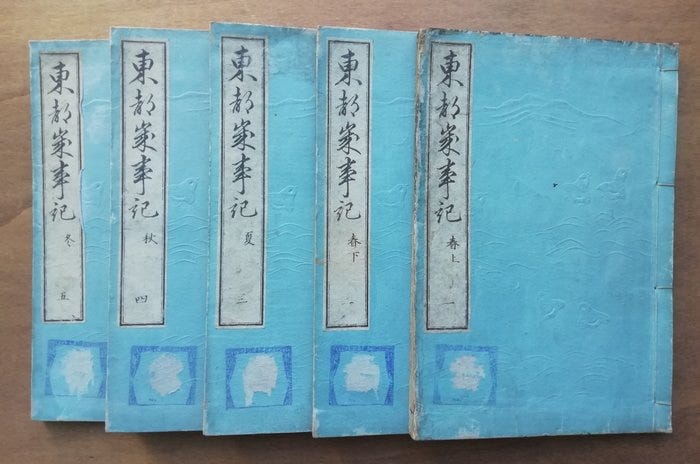 東都歳事記 春上 一
東都歳事記 春下
東都歳事記 夏 三
東都歳事記 秋 四
東都歳事記 冬 五